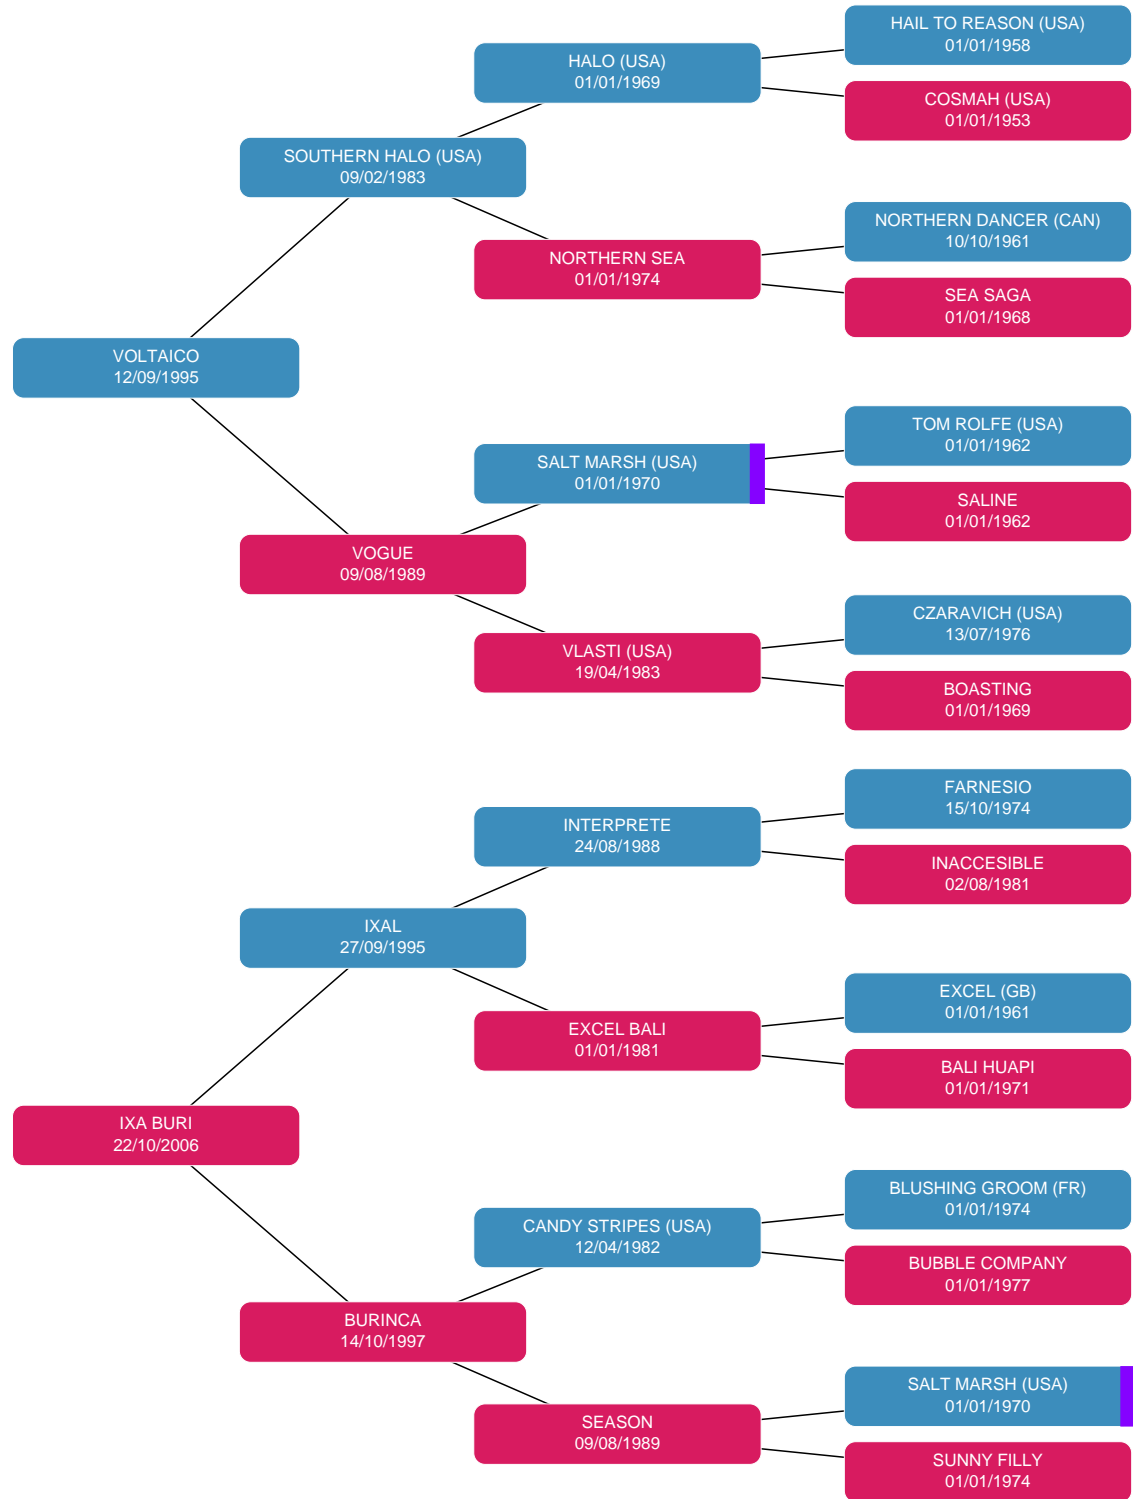 HAIL TO REASON (USA)
01/01/1958
HALO (USA)
01/01/1969
COSMAH (USA)
01/01/1953
SOUTHERN HALO (USA)
09/02/1983
NORTHERN DANCER (CAN)
10/10/1961
NORTHERN SEA
01/01/1974
SEA SAGA
01/01/1968
VOLTAICO
12/09/1995
TOM ROLFE (USA)
01/01/1962
SALT MARSH (USA)
01/01/1970
SALINE
01/01/1962
VOGUE
09/08/1989
CZARAVICH (USA)
13/07/1976
VLASTI (USA)
19/04/1983
BOASTING
01/01/1969
FARNESIO
15/10/1974
INTERPRETE
24/08/1988
INACCESIBLE
02/08/1981
IXAL
27/09/1995
EXCEL (GB)
01/01/1961
EXCEL BALI
01/01/1981
BALI HUAPI
01/01/1971
IXA BURI
22/10/2006
BLUSHING GROOM (FR)
01/01/1974
CANDY STRIPES (USA)
12/04/1982
BUBBLE COMPANY
01/01/1977
BURINCA
14/10/1997
SALT MARSH (USA)
01/01/1970
SEASON
09/08/1989
SUNNY FILLY
01/01/1974